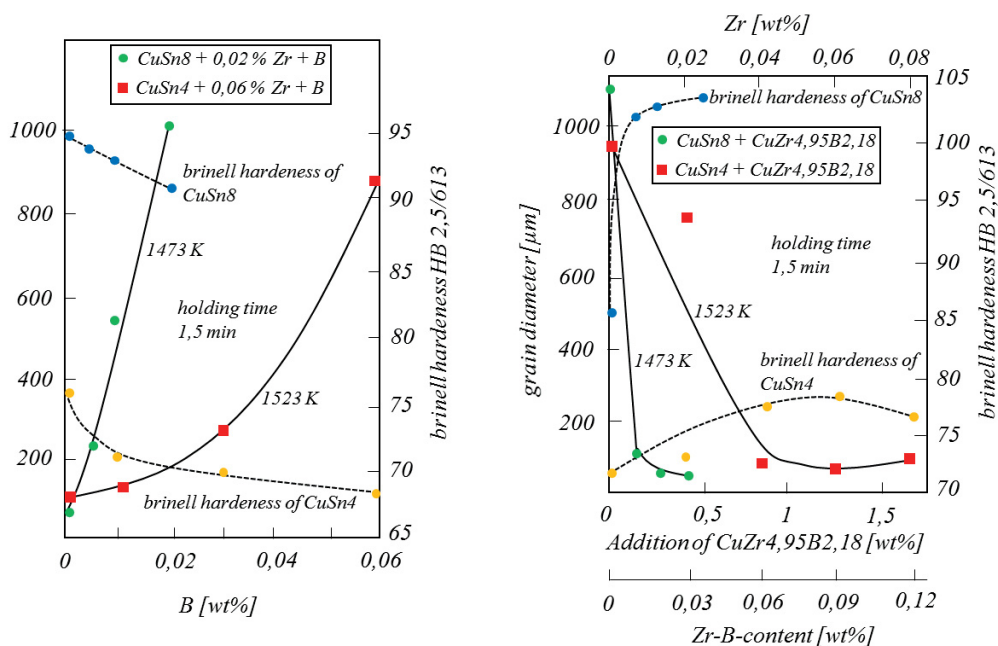 CuSn8 + 0,02% Zr + B
CuSn4 + 0,06% Zr + B
1000
800
600
400
200
95
90
85
80
75
70
65
brinell hardeness of
CuSn8
1473 K
holding time
1,5 min
1523 K
brinell hardeness of CuSn4
brinell hardeness HB 2,5/613
0
0,02
0,04
0,06
B [wt%]
Zr [wt%]
0
0,02
0,04
0,06
0,08
grain diameter [μm]
1000
800
600
400
200
105
100
95
90
85
80
75
70
brinell hardeness of CuSn8
CuSn8 + CuZr4,95B2,18
CuSn4 + CuZr4,95B2,18
holding time
1,5 min
1523 K
1473 K
brinell hardeness of
CuSn4
brinell hardeness HB 2,5/613
0
0,5
1
1,5
Addition of CuZr4,95B2,18 [wt%]
0
0,03
0,06
0,09
0,12
Zr-B-content [wt%]